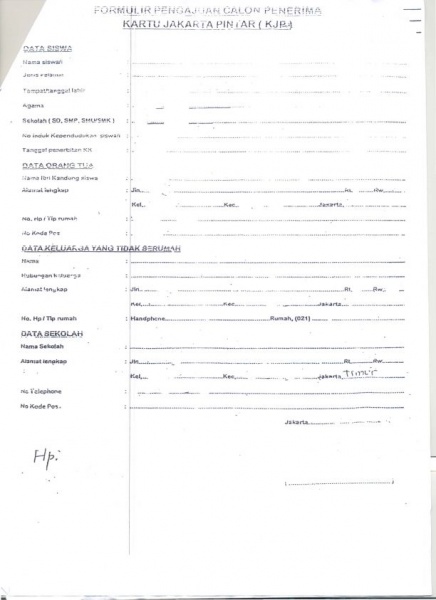 FORMULIR PENGAJUAN CALON PENERIMA
KARTU JAKARTA PINTAR ( KJP )
DATA SISWA
Nama siswa/i
Jenis kelamin
Tempat/tanggal lahir
Agama
Sekolah ( SD, SMP, SMU/SMK ) :
No Induk Kependudukan siswa/i
Tanggal penerbitan KK
DATA ORANG TUA
Nama Ibu Kandung siswa
Alamat lengkap : Jln. Rt. Rw.
Kel. Kec. Jakarta
No. Hp / Tlp rumah :
No Kode Pos :
DATA KELUARGA YANG TIDAK SERUMAH
Nama :
Hubungan keluarga :
Alamat lengkap : Jln. Rt. Rw.
Kel. Kec. Jakarta
No. Hp / Tlp rumah : Handphone Rumah, (021)
DATA SEKOLAH
Nama Sekolah :
Alamat lengkap : Jln. Rt. Rw.
Kel. Kec. Jakarta Timur
No Telephone :
No Kode Pos. :
Jakarta
Hp: